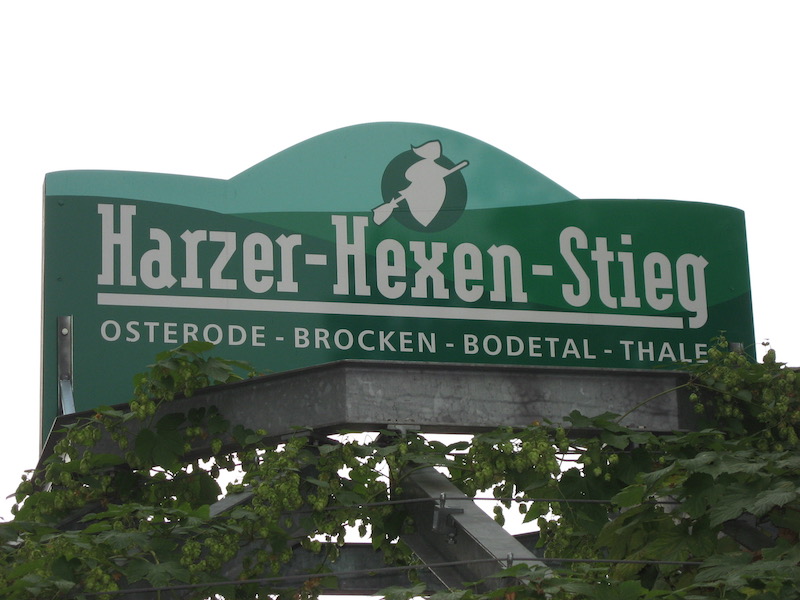 Harzer-Hexen-Stieg
OSTERODE - BROCKEN - BODETAL - THALE